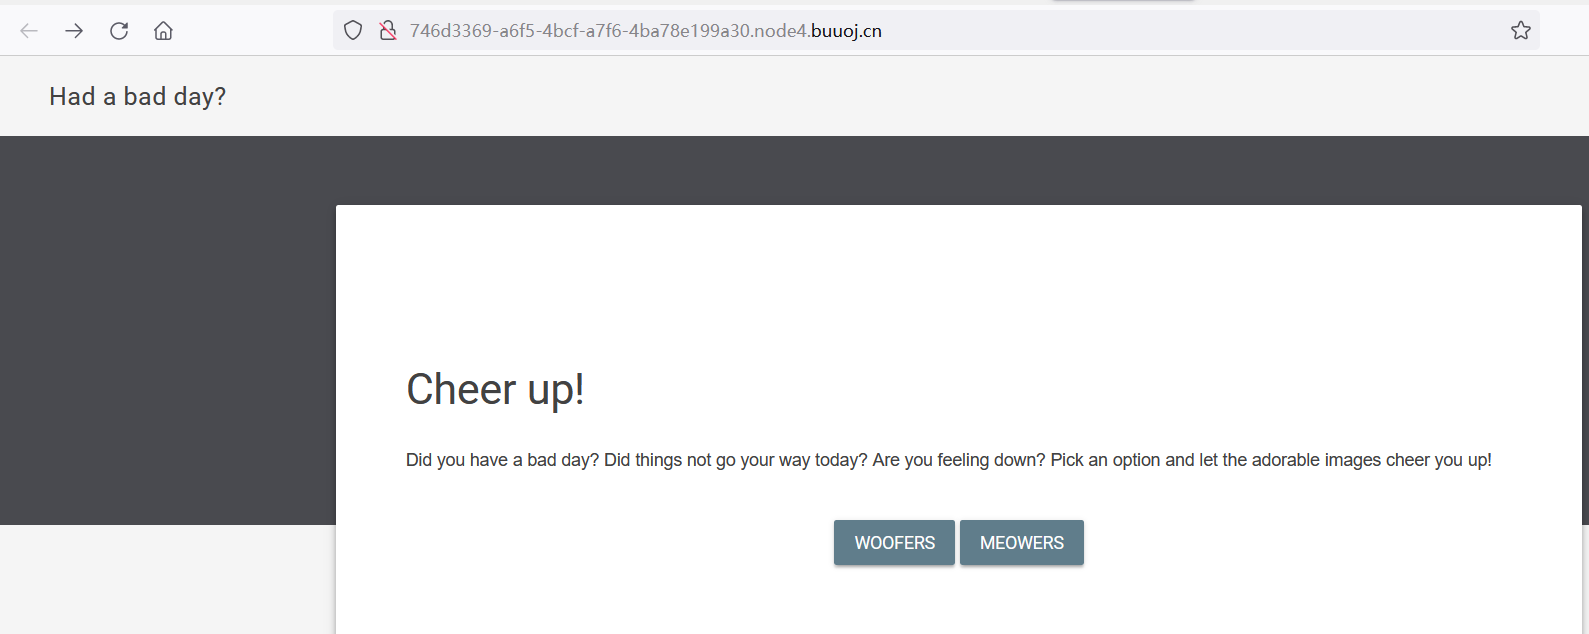 746d3369-a6f5-4bcf-a7f6-4ba78e199a30.node4.buuoj.cn
Had a bad day?
Cheer up!
Did you have a bad day? Did things not go your way today? Are you feeling down? Pick an option and let the adorable images cheer you up!
WOOFERS MEOWERS